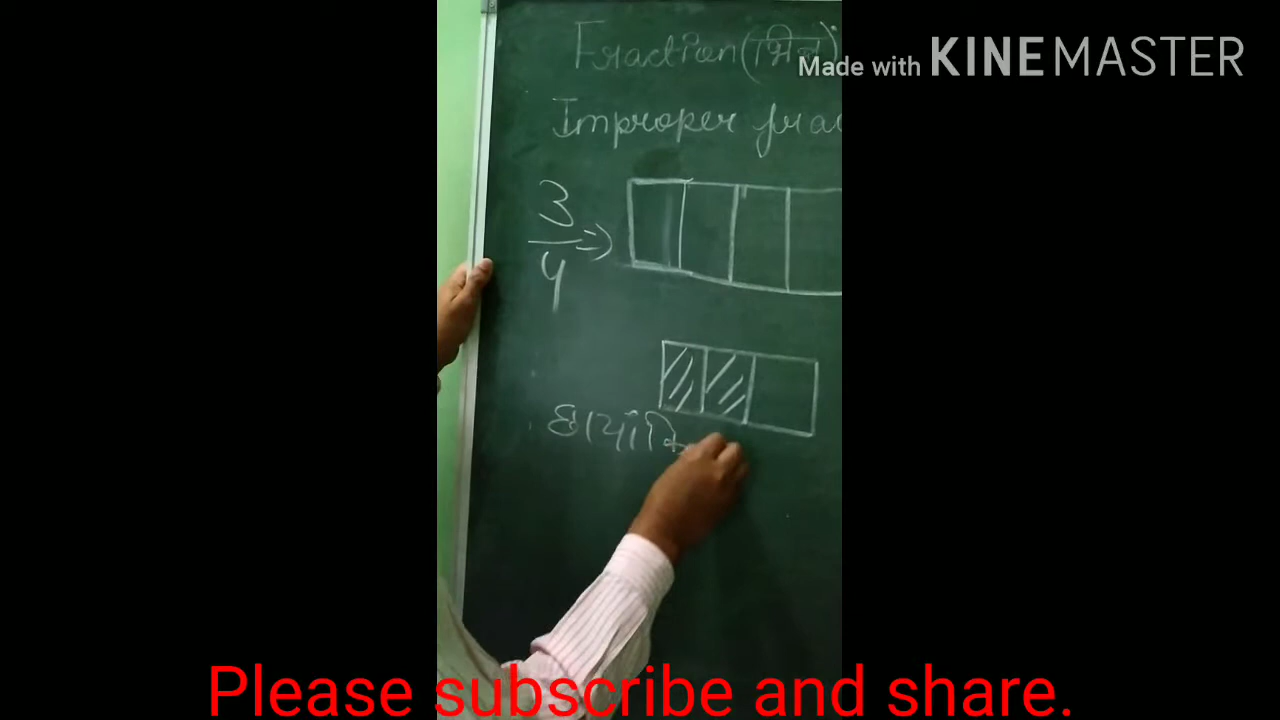 Made with KINEMASTER
Fraction (भिन्न)
Improper frac
3
4
=>
छायांकि
Please subscribe and share.